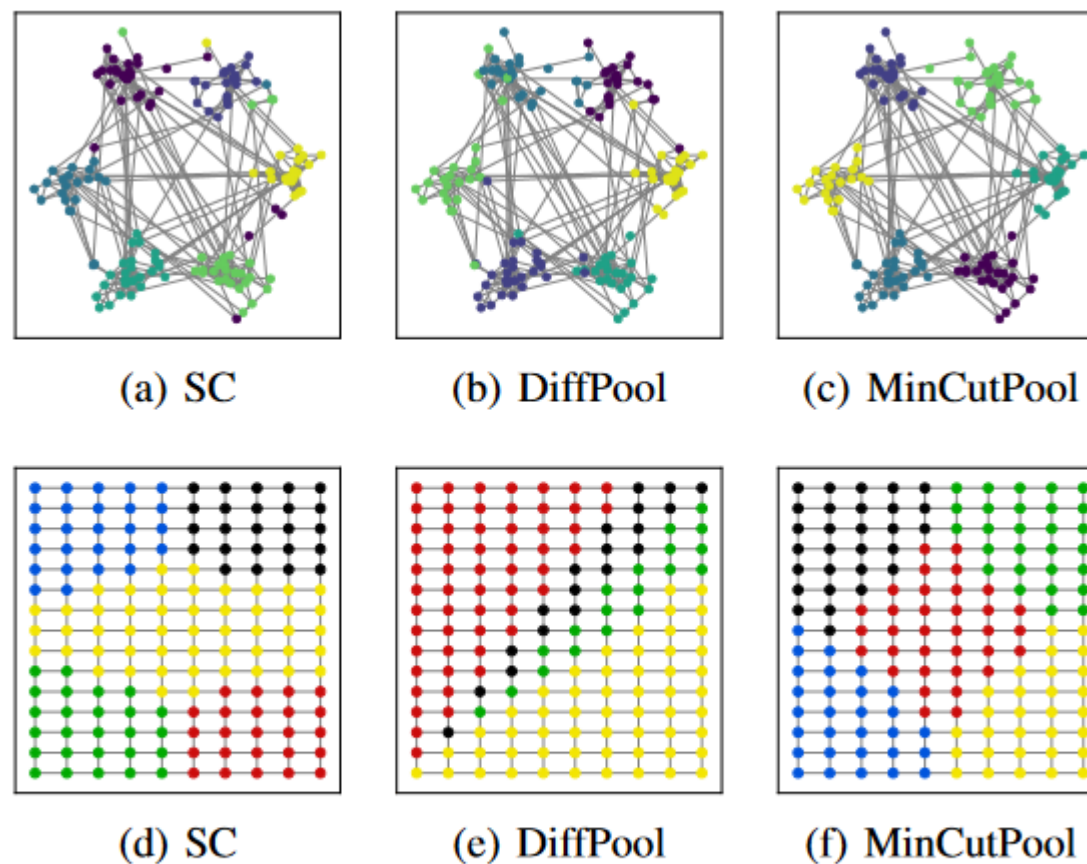 (a) SC
(b) DiffPool
(c) MinCutPool
(d) SC
(e) DiffPool
(f) MinCutPool